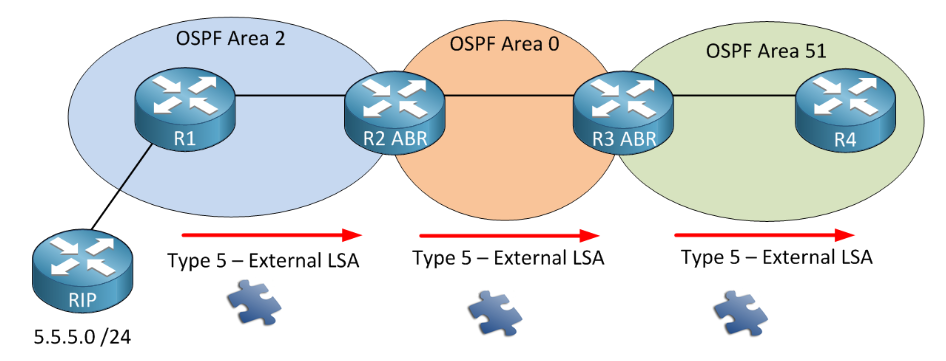 OSPF Area 2
OSPF Area 0
OSPF Area 51
R1
R2 ABR
R3 ABR
R4
Type 5 – External LSA
Type 5 – External LSA
Type 5 – External LSA
RIP
5.5.5.0 /24